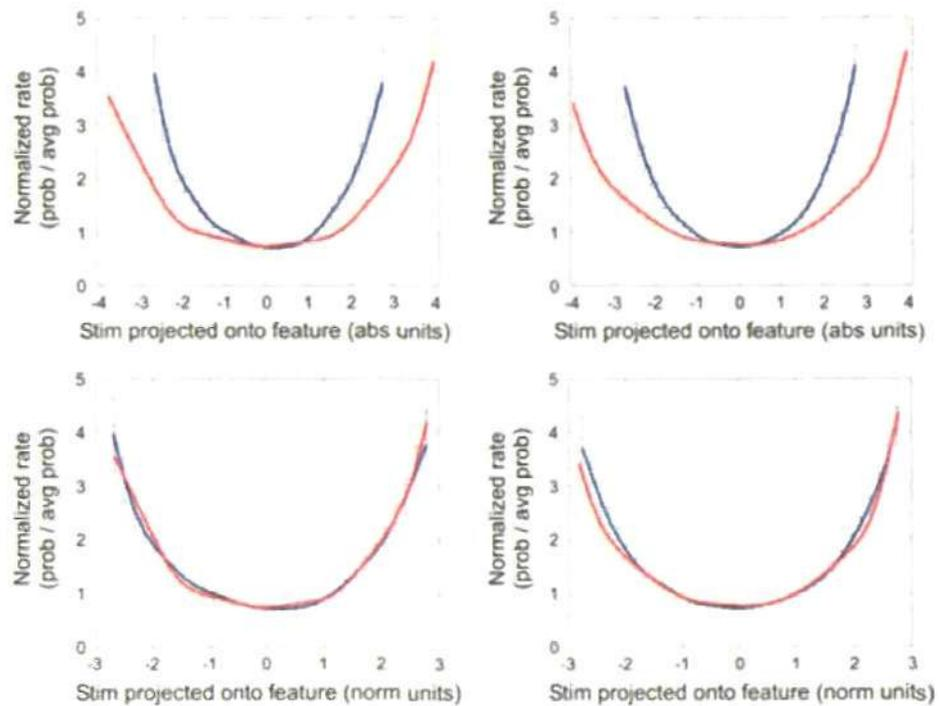 Normalized rate
(prob / avg prob)
5
4
3
2
1
0
-4 -3 -2 -1 0 1 2 3 4
Stim projected onto feature (abs units)
Normalized rate
(prob / avg prob)
5
4
3
2
1
0
-4 -3 -2 -1 0 1 2 3 4
Stim projected onto feature (abs units)
Normalized rate
(prob / avg prob)
5
4
3
2
1
0
-3 -2 -1 0 1 2 3
Stim projected onto feature (norm units)
Normalized rate
(prob / avg prob)
5
4
3
2
1
0
-3 -2 -1 0 1 2 3
Stim projected onto feature (norm units)